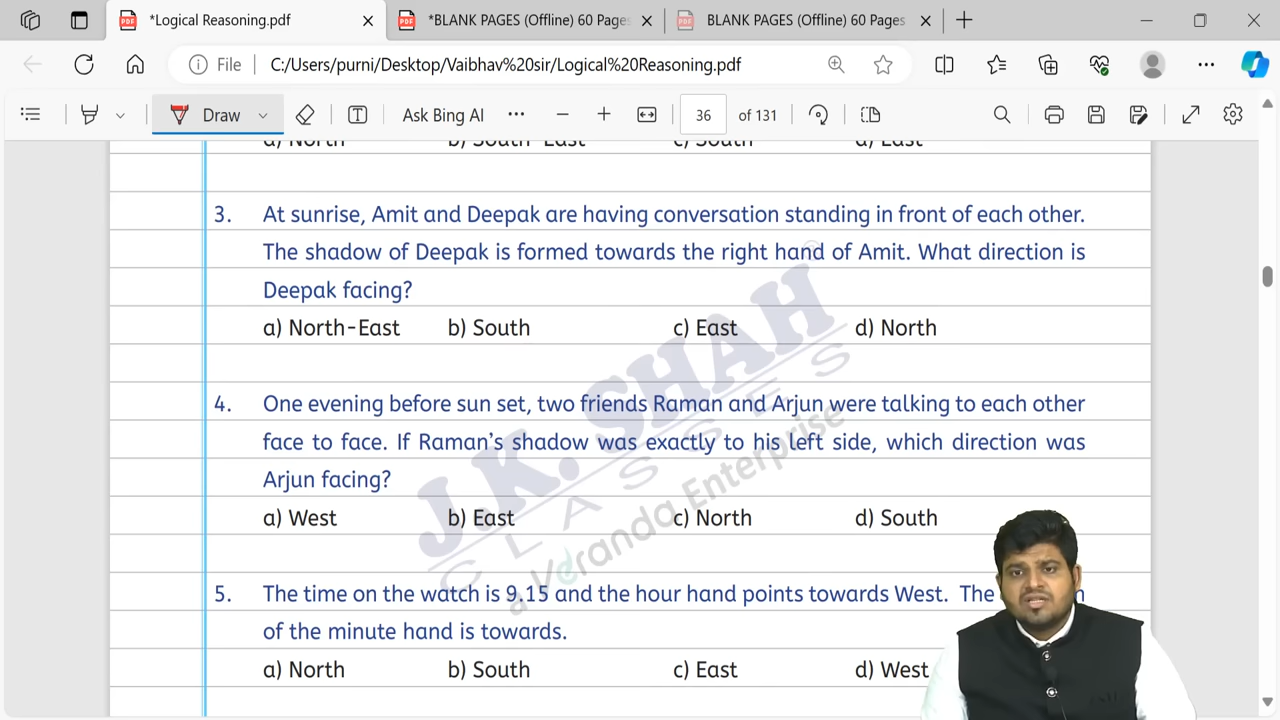 *Logical Reasoning.pdf
*BLANK PAGES (Offline) 60 Pages
BLANK PAGES (Offline) 60 Pages
File C:/Users/purni/Desktop/Vaibhav%20sir/Logical%20Reasoning.pdf
Draw Ask Bing AI 36 of 131
a) North b) South-East c) South d) East
3. At sunrise, Amit and Deepak are having conversation standing in front of each other.
The shadow of Deepak is formed towards the right hand of Amit. What direction is
Deepak facing?
a) North-East b) South c) East d) North
4. One evening before sun set, two friends Raman and Arjun were talking to each other
face to face. If Raman's shadow was exactly to his left side, which direction was
Arjun facing?
a) West b) East c) North d) South
5. The time on the watch is 9.15 and the hour hand points towards West. The
of the minute hand is towards.
a) North b) South c) East d) West
J.K. SHAH
CLASSES
a Veranda Enterprise